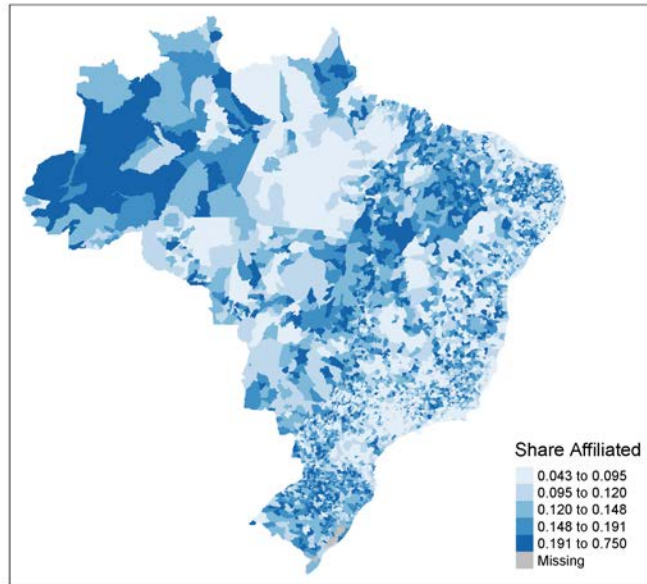 Share Affiliated
0.043 to 0.095
0.095 to 0.120
0.120 to 0.148
0.148 to 0.191
0.191 to 0.750
Missing